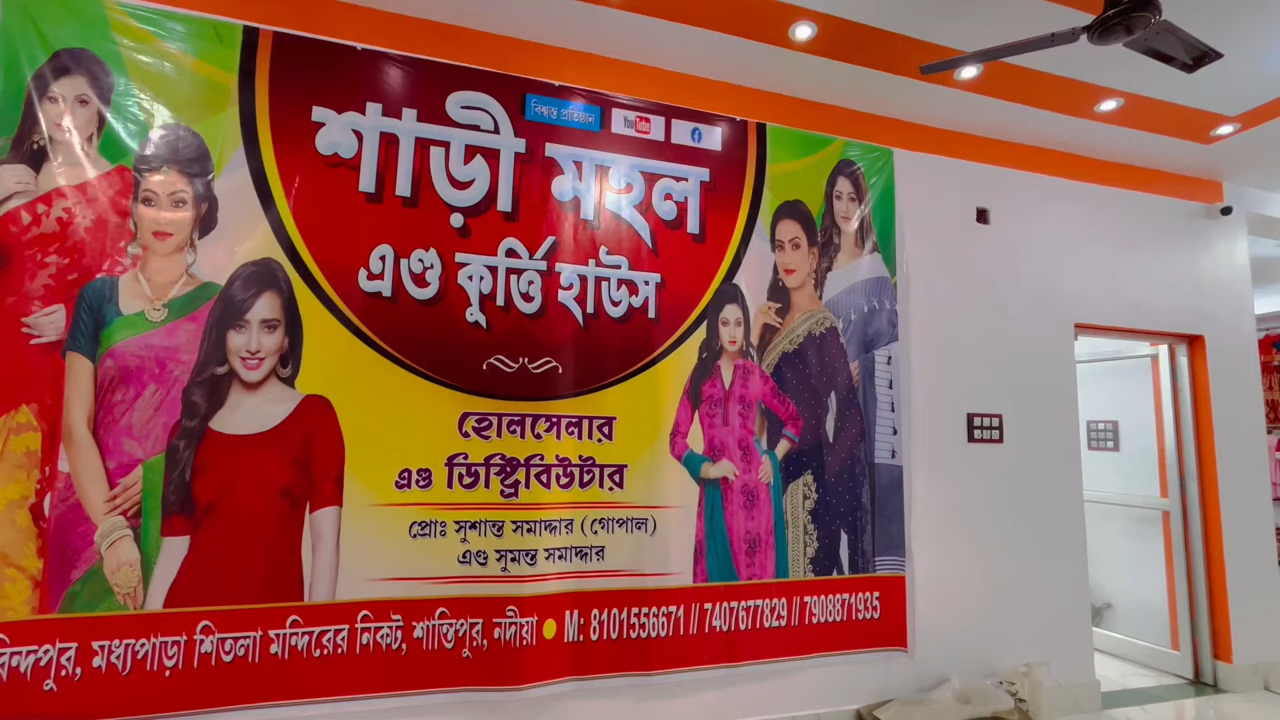 বিশ্বস্ত প্রতিষ্ঠান YouTube
শাড়ী মহল
এণ্ড কুর্ত্তি হাউস
হোলসেলার
এণ্ড ডিস্ট্রিবিউটার
প্রোঃ সুশান্ত সমাদ্দার (গোপাল)
এণ্ড সুমন্ত সমাদ্দার
মধ্যপাড়া শিতলা মন্দিরের নিকট, শান্তিপুর, নদীয়া M: 8101556671 // 7407677829 // 7908871935